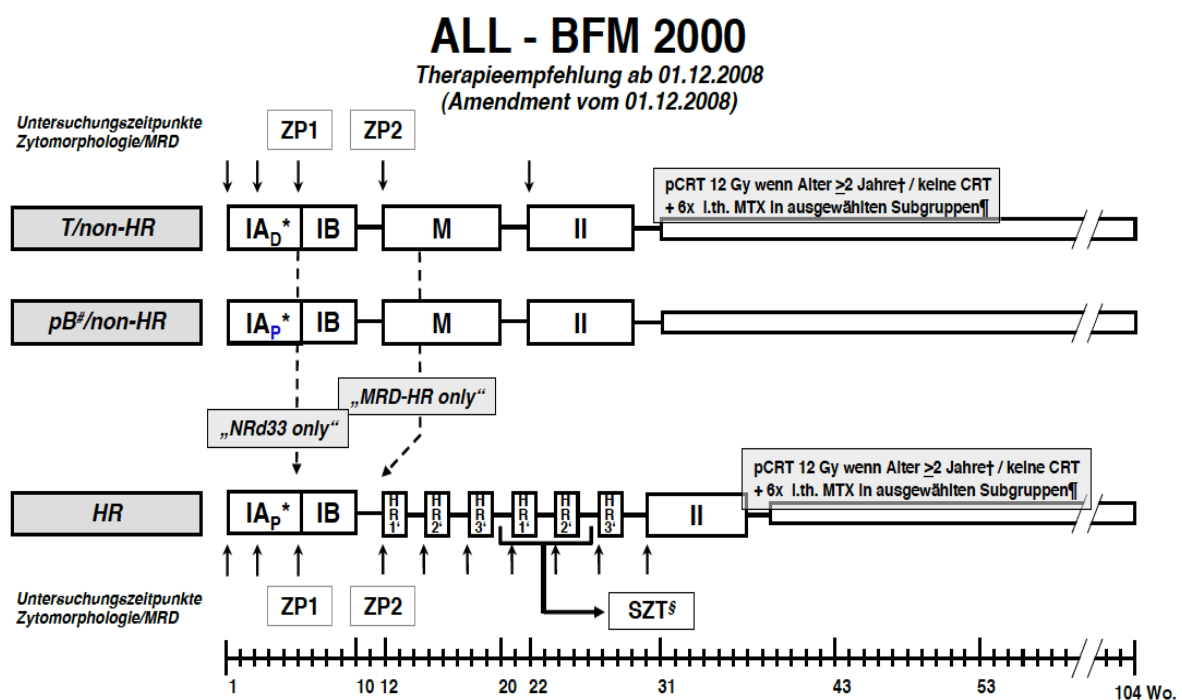 ALL - BFM 2000
Therapieempfehlung ab 01.12.2008
(Amendment vom 01.12.2008)
Untersuchungszeitpunkte
Zytomorphologie/MRD
ZP1
ZP2
pCRT 12 Gy wenn Alter ≥2 Jahre† / keine CRT
+ 6x I.th. MTX in ausgewählten Subgruppen¶
T/non-HR
IA_D*
IB
M
II
pB#/non-HR
IA_P*
IB
M
II
„MRD-HR only“
„NRd33 only“
pCRT 12 Gy wenn Alter ≥2 Jahre† / keine CRT
+ 6x I.th. MTX in ausgewählten Subgruppen¶
HR
IA_P*
IB
HR1‘
HR2‘
HR3‘
HR1‘
HR2‘
HR3‘
II
Untersuchungszeitpunkte
Zytomorphologie/MRD
ZP1
ZP2
SZT§
1 10 12 20 22 31 43 53 104 Wo.